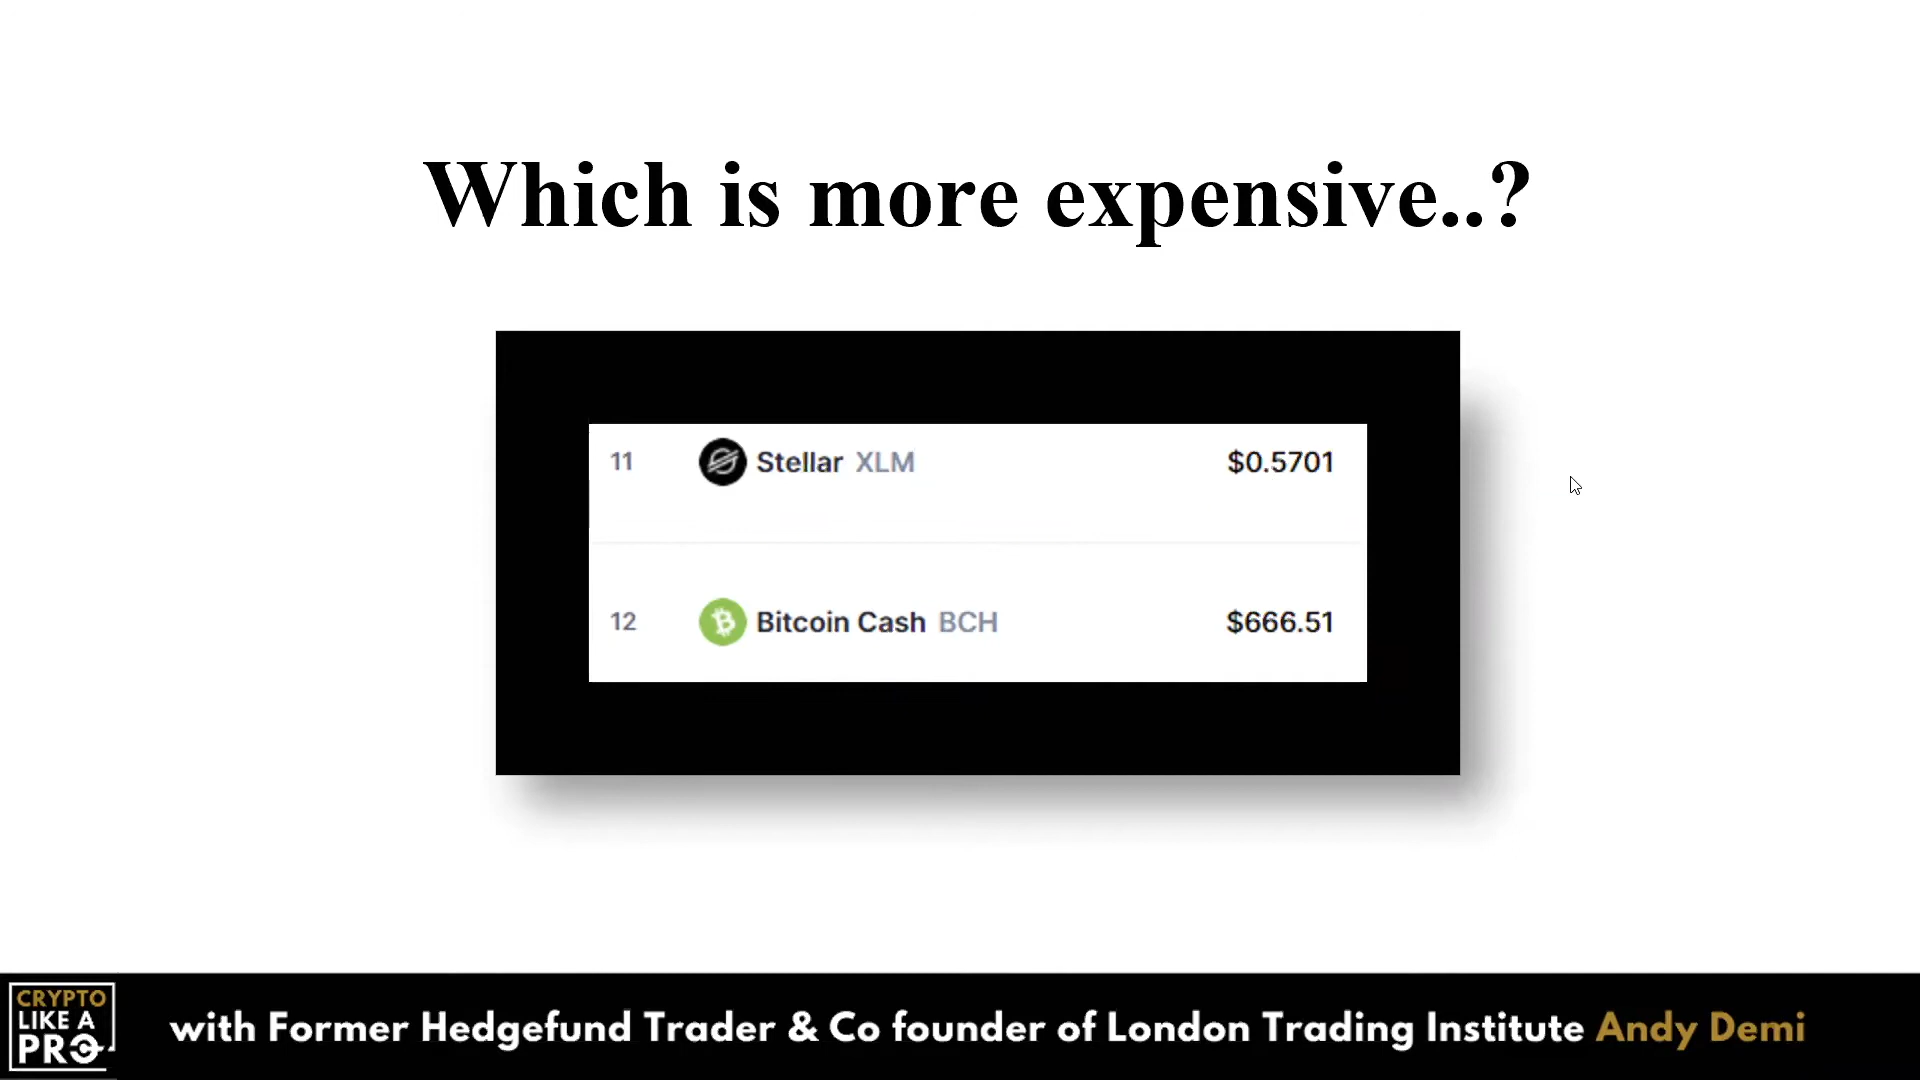 Which is more expensive..?
11 Stellar XLM $0.5701
12 Bitcoin Cash BCH $666.51
CRYPTO
LIKE A
PRO
with Former Hedgefund Trader & Co founder of London Trading Institute Andy Demi